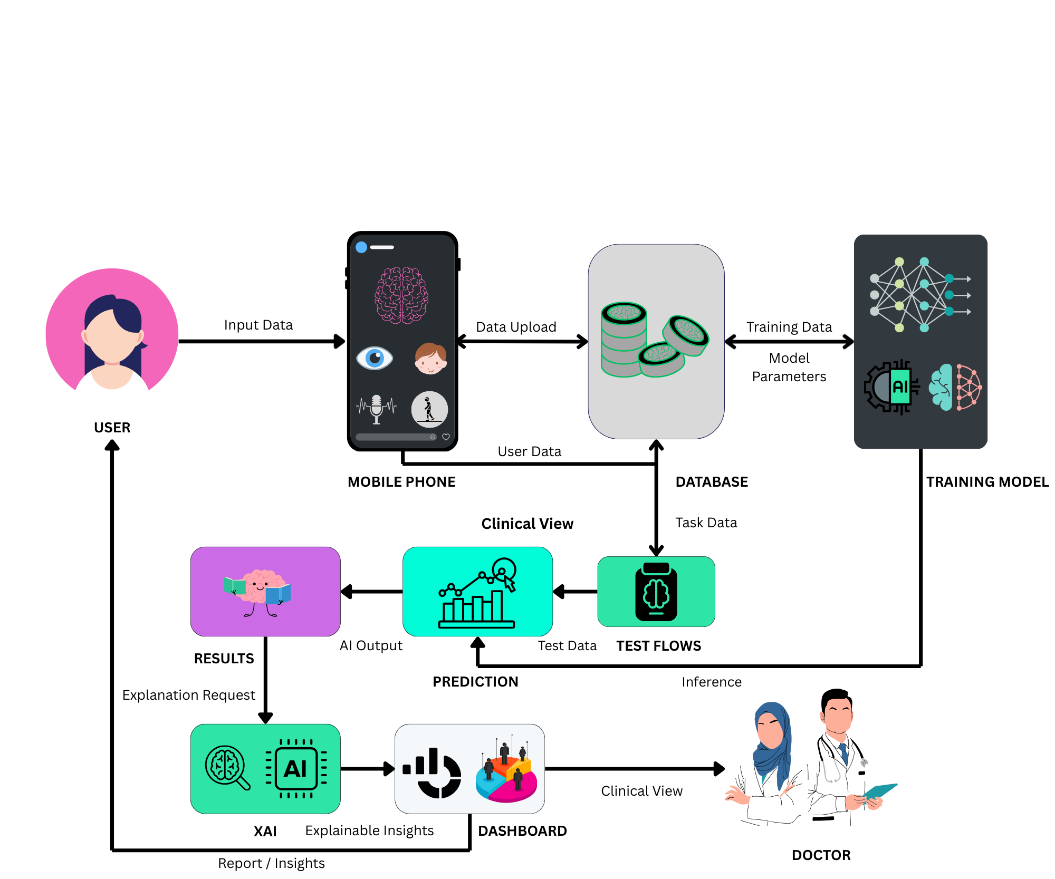 Input Data
Data Upload
Training Data
Model
Parameters
AI
USER
User Data
MOBILE PHONE
DATABASE
TRAINING MODEL
Clinical View
Task Data
AI Output
Test Data
TEST FLOWS
RESULTS
PREDICTION
Inference
Explanation Request
AI
Clinical View
XAI
Explainable Insights
DASHBOARD
DOCTOR
Report / Insights